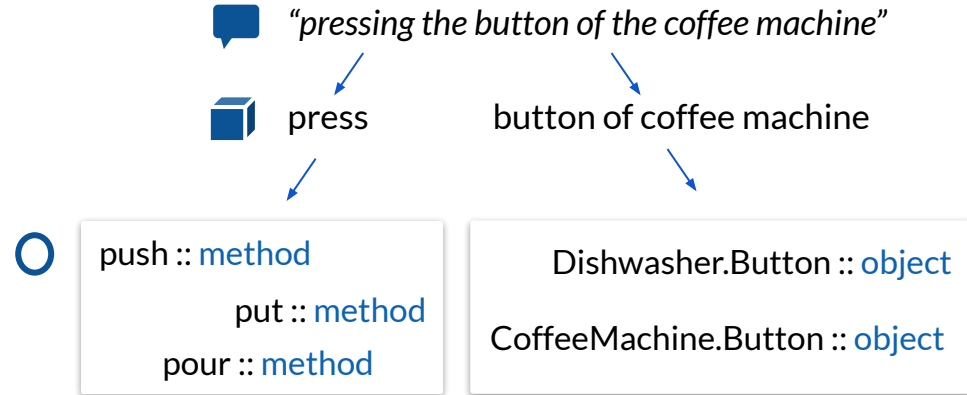 “pressing the button of the coffee machine”
press
button of coffee machine
push :: method
put :: method
pour :: method
Dishwasher.Button :: object
CoffeeMachine.Button :: object